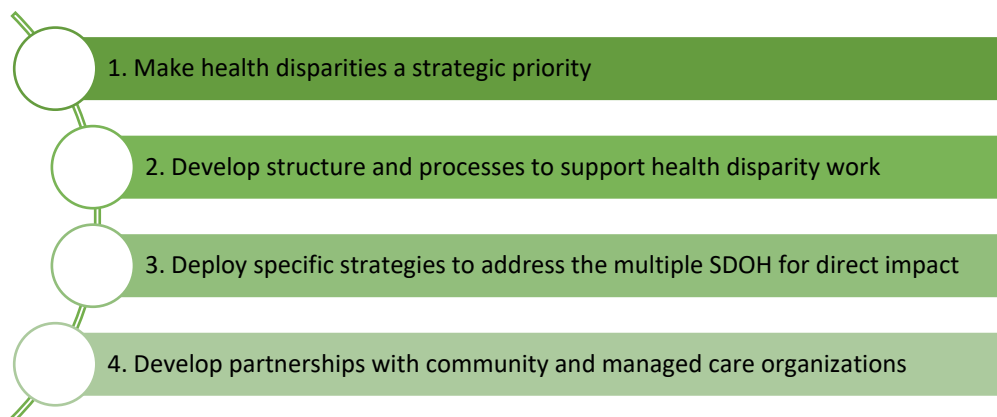 1. Make health disparities a strategic priority
2. Develop structure and processes to support health disparity work
3. Deploy specific strategies to address the multiple SDOH for direct impact
4. Develop partnerships with community and managed care organizations